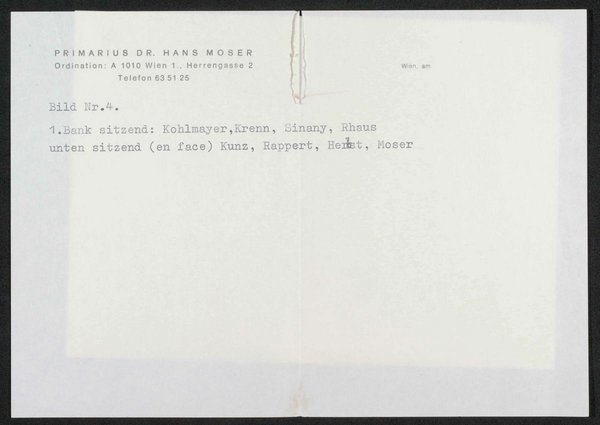 PRIMARIUS DR. HANS MOSER
Ordination: A 1010 Wien 1., Herrengasse 2
Telefon 63 51 25
Wien, am
Bild Nr.4.
1.Bank sitzend: Kohlmayer,Krenn, Sinany, Rhaus
unten sitzend (en face) Kunz, Rappert, Moser